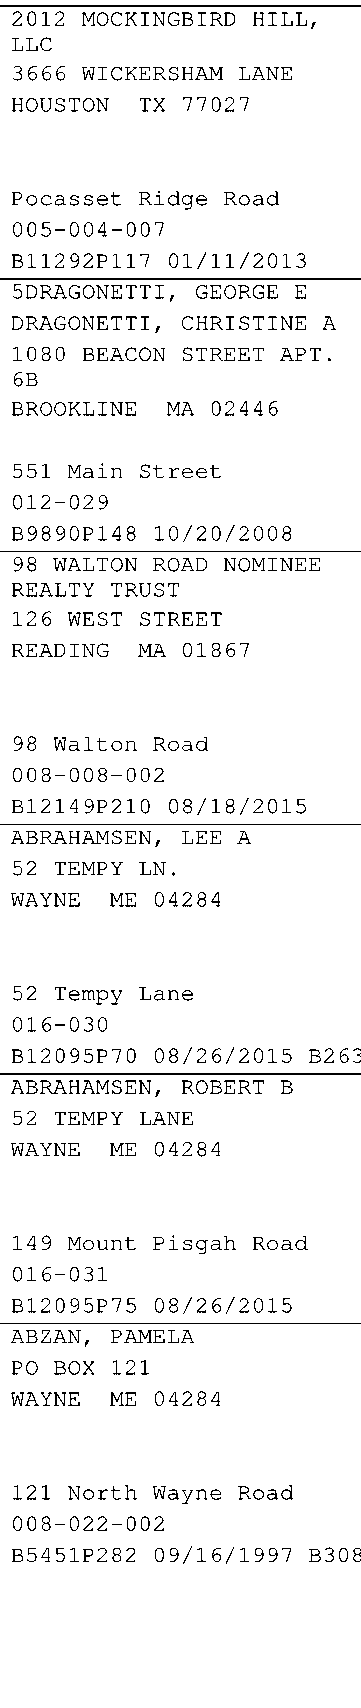 2012 MOCKINGBIRD HILL,
LLC
3666 WICKERSHAM LANE
HOUSTON  TX 77027
Pocasset Ridge Road
005-004-007
B11292P117 01/11/2013
5DRAGONETTI, GEORGE E
DRAGONETTI, CHRISTINE A
1080 BEACON STREET APT.
6B
BROOKLINE  MA 02446
551 Main Street
012-029
B9890P148 10/20/2008
98 WALTON ROAD NOMINEE
REALTY TRUST
126 WEST STREET
READING  MA 01867
98 Walton Road
008-008-002
B12149P210 08/18/2015
ABRAHAMSEN, LEE A
52 TEMPY LN.
WAYNE  ME 04284
52 Tempy Lane
016-030
B12095P70 08/26/2015 B263
ABRAHAMSEN, ROBERT B
52 TEMPY LANE
WAYNE  ME 04284
149 Mount Pisgah Road
016-031
B12095P75 08/26/2015
ABZAN, PAMELA
PO BOX 121
WAYNE  ME 04284
121 North Wayne Road
008-022-002
B5451P282 09/16/1997 B308